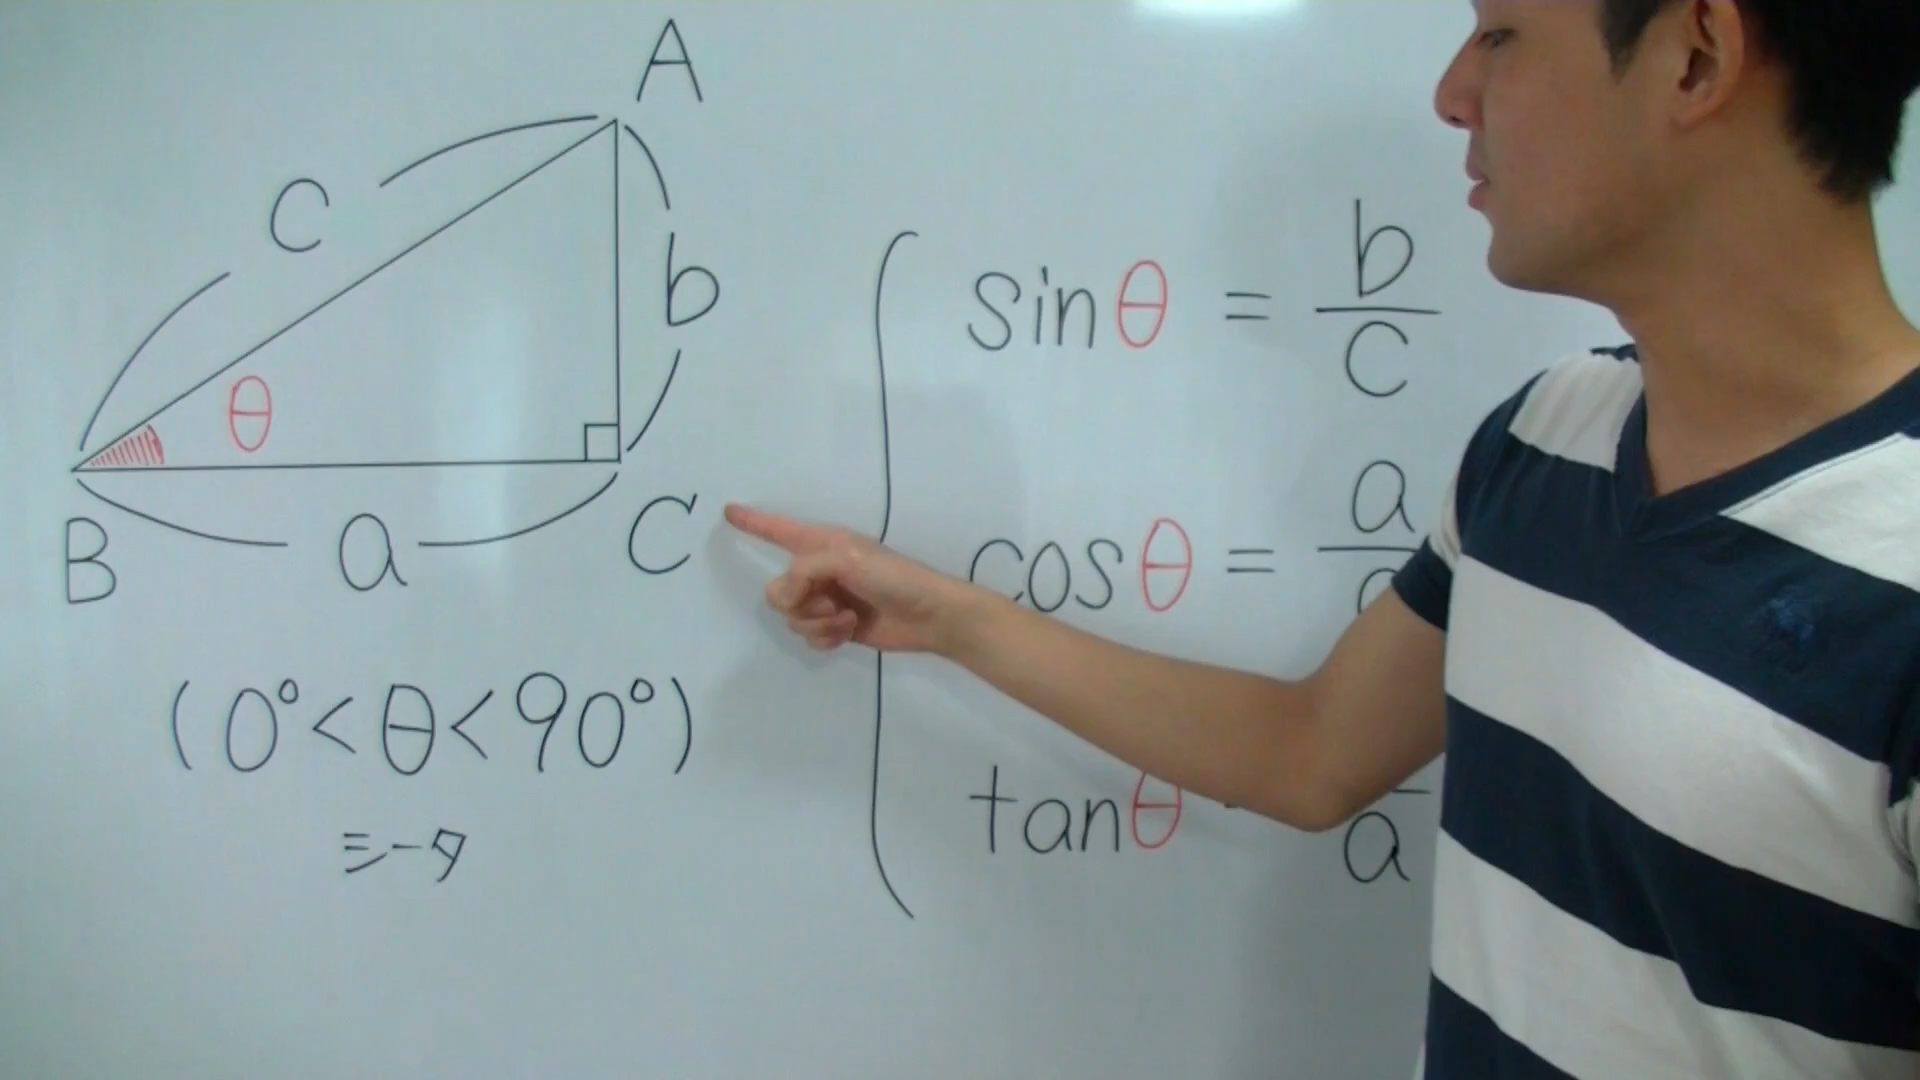 A
c
b
θ
B
a
C
(0°<θ<90°)
シータ
sinθ = b/c
cosθ = a
tanθ
a